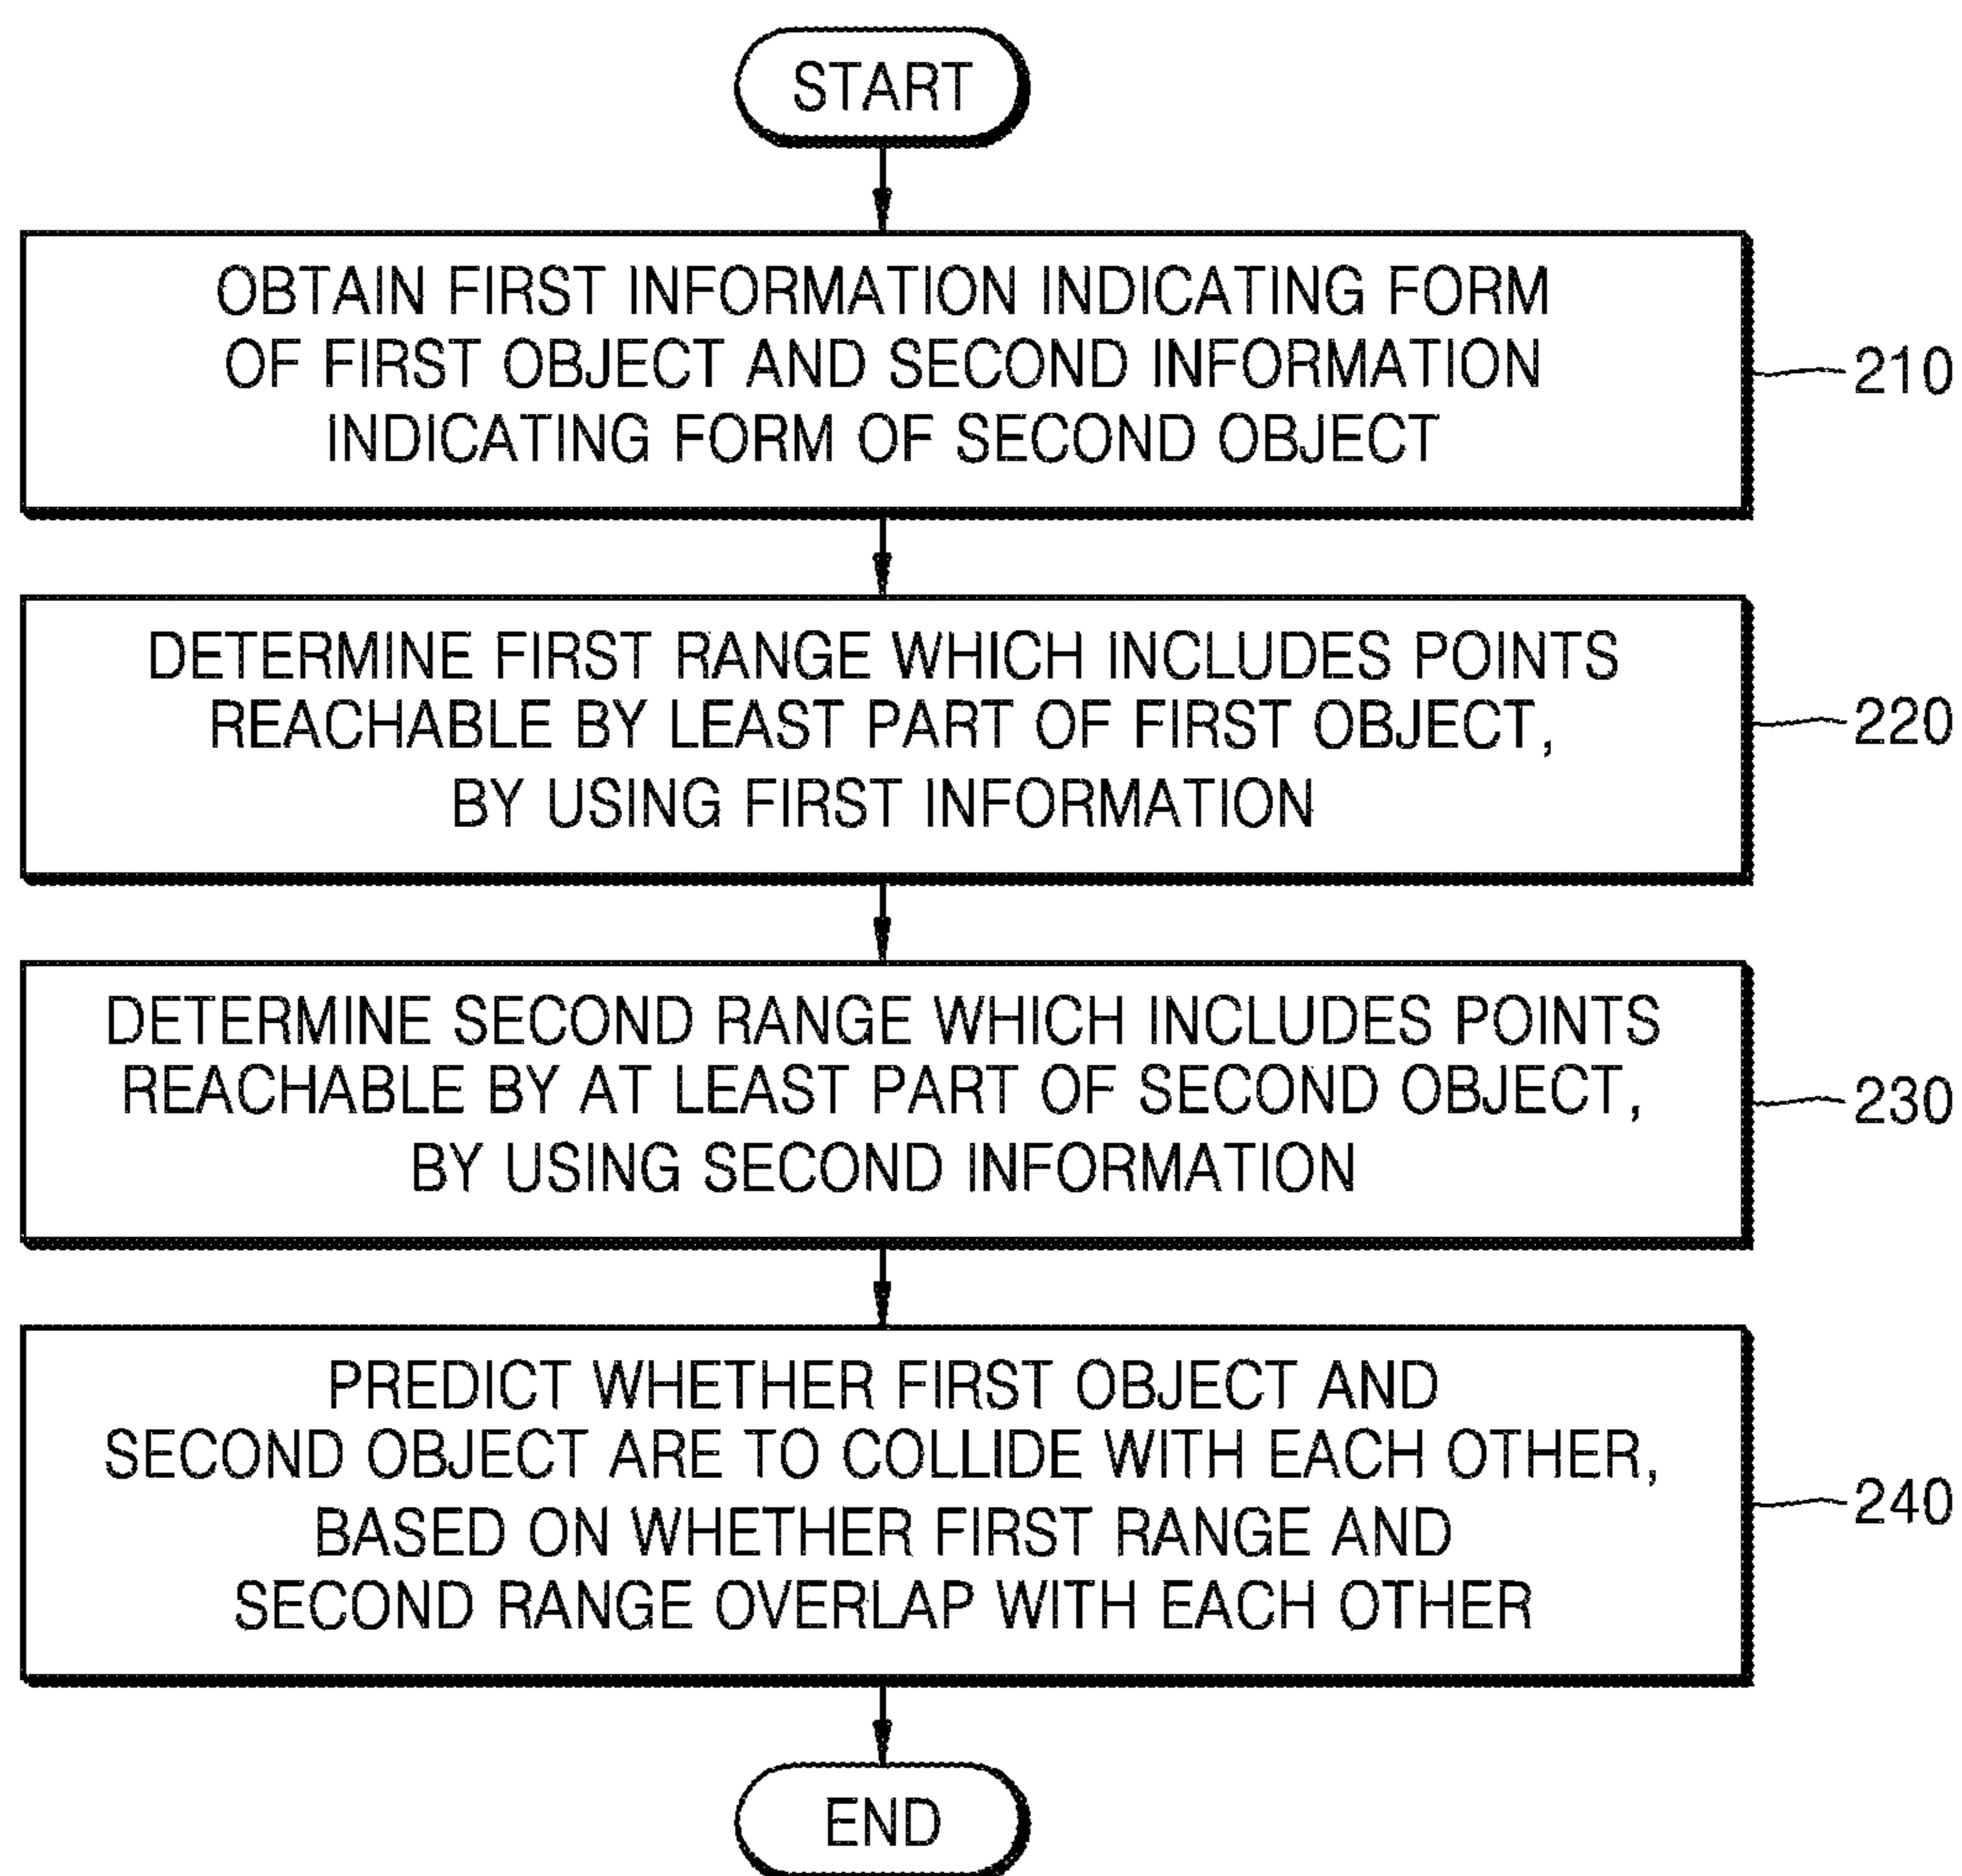 START
OBTAIN FIRST INFORMATION INDICATING FORM
OF FIRST OBJECT AND SECOND INFORMATION
INDICATING FORM OF SECOND OBJECT
210
DETERMINE FIRST RANGE WHICH INCLUDES POINTS
REACHABLE BY LEAST PART OF FIRST OBJECT,
BY USING FIRST INFORMATION
220
DETERMINE SECOND RANGE WHICH INCLUDES POINTS
REACHABLE BY AT LEAST PART OF SECOND OBJECT,
BY USING SECOND INFORMATION
230
PREDICT WHETHER FIRST OBJECT AND
SECOND OBJECT ARE TO COLLIDE WITH EACH OTHER,
BASED ON WHETHER FIRST RANGE AND
SECOND RANGE OVERLAP WITH EACH OTHER
240
END